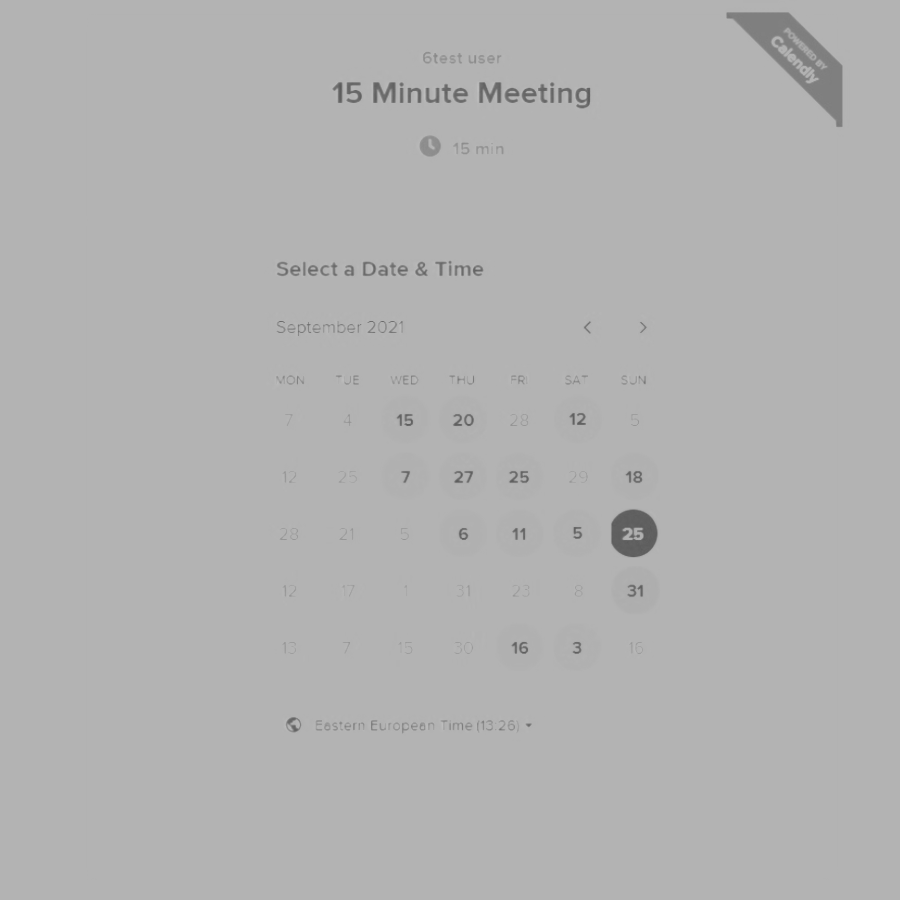 POWERED BY
Calendly
6test user
15 Minute Meeting
15 min
Select a Date & Time
September 2021
MON TUE WED THU FRI SAT SUN
7 4 15 20 28 12 5
12 25 7 27 25 29 18
28 21 5 6 11 5 25
12 17 1 31 23 8 31
13 7 15 30 16 3 16
Eastern European Time (13:26)